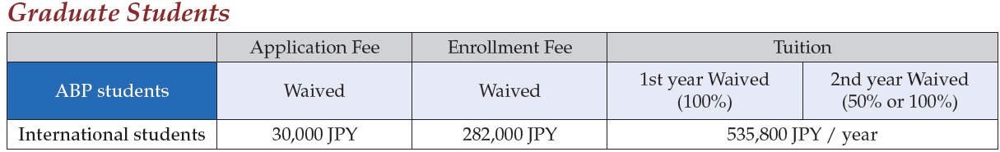 Graduate Students
Application Fee Enrollment Fee Tuition
ABP students Waived Waived 1st year Waived (100%) 2nd year Waived (50% or 100%)
International students 30,000 JPY 282,000 JPY 535,800 JPY / year